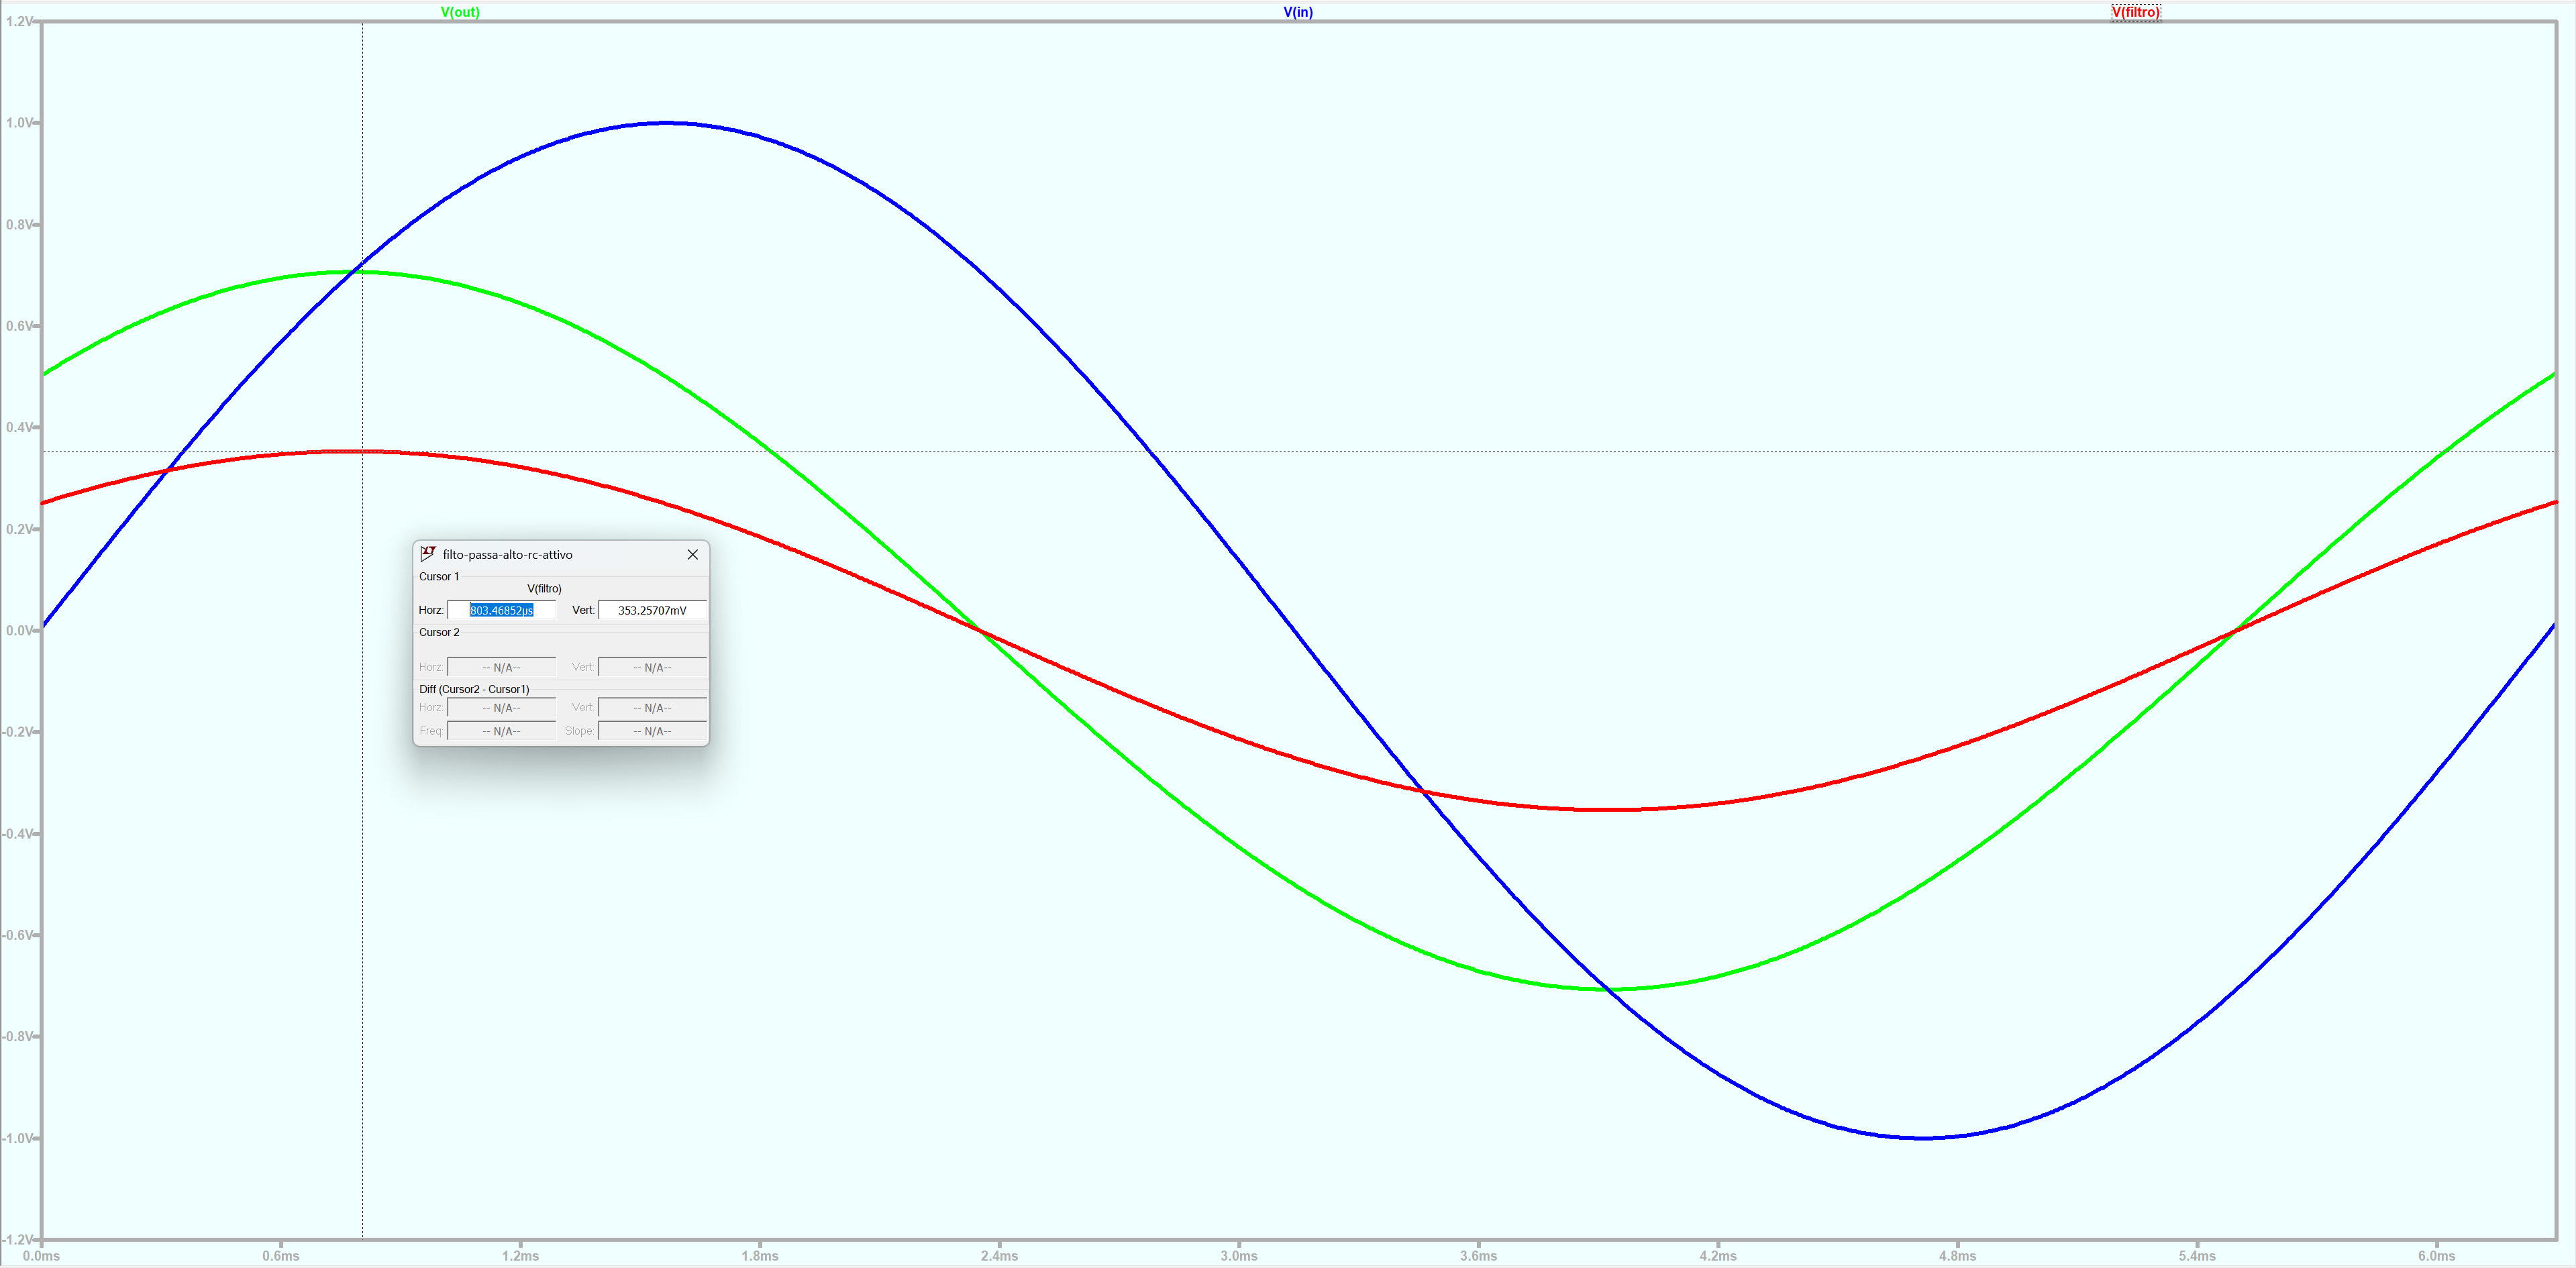 V(out) V(in) V(filtro)
1.2V
1.0V
0.8V
0.6V
0.4V
0.2V
0.0V
-0.2V
-0.4V
-0.6V
-0.8V
-1.0V
-1.2V
filto-passa-alto-rc-attivo
Cursor 1
V(filtro)
Horz: 803.46852µs Vert: 353.25707mV
Cursor 2
Horz: -- N/A-- Vert: -- N/A--
Diff (Cursor2 - Cursor1)
Horz: -- N/A-- Vert: -- N/A--
Freq: -- N/A-- Slope: -- N/A--
0.0ms 0.6ms 1.2ms 1.8ms 2.4ms 3.0ms 3.6ms 4.2ms 4.8ms 5.4ms 6.0ms